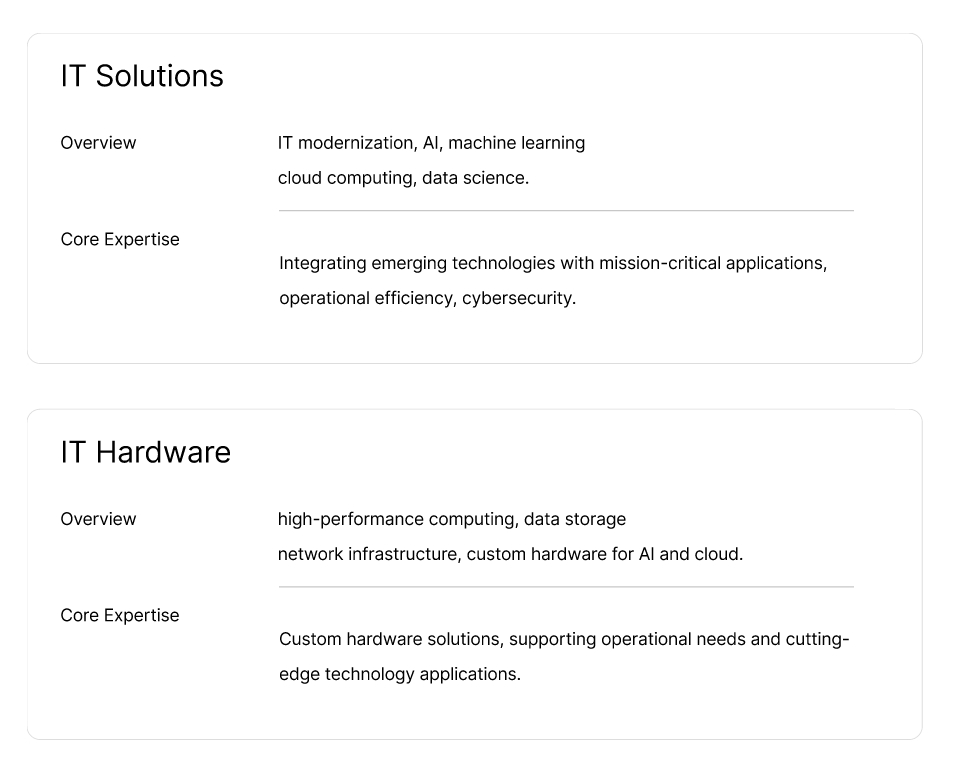 IT Solutions
Overview
IT modernization, AI, machine learning
cloud computing, data science.
Core Expertise
Integrating emerging technologies with mission-critical applications,
operational efficiency, cybersecurity.
IT Hardware
Overview
high-performance computing, data storage
network infrastructure, custom hardware for AI and cloud.
Core Expertise
Custom hardware solutions, supporting operational needs and cutting-
edge technology applications.